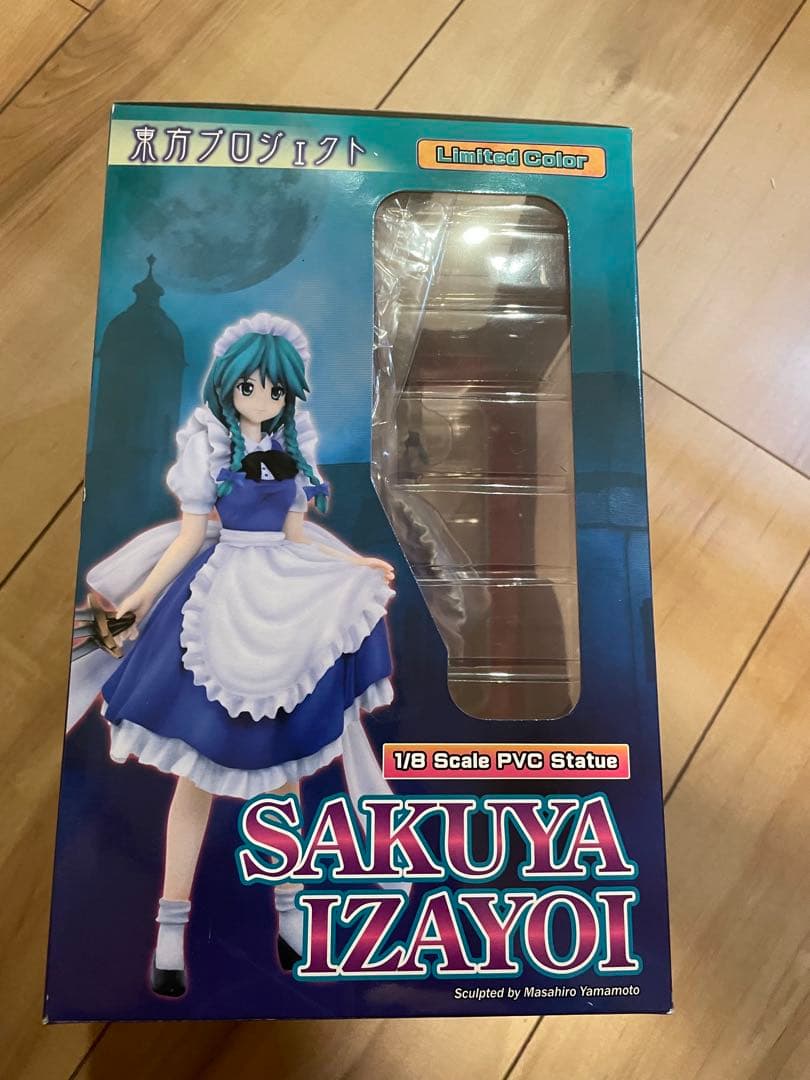 東方プロジェクト
Limited Color
1/8 Scale PVC Statue
SAKUYA
IZAYOI
Sculpted by Masahiro Yamamoto